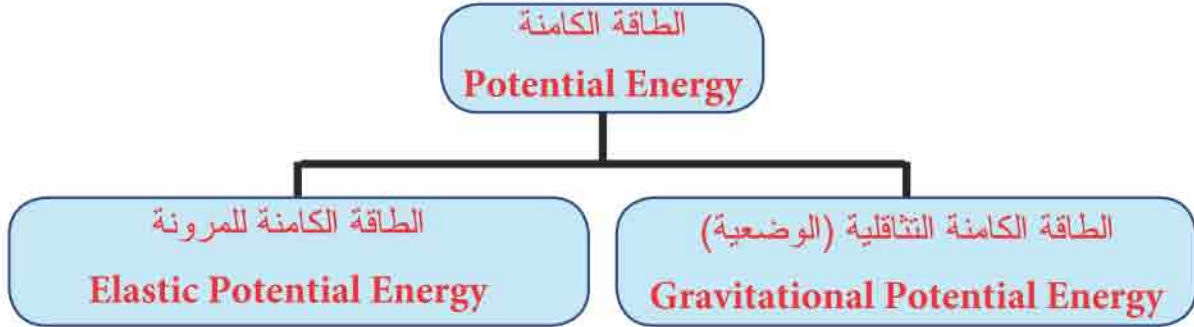 الطاقة الكامنة
Potential Energy
الطاقة الكامنة التثاقلية (الوضعية)
Gravitational Potential Energy
الطاقة الكامنة للمرونة
Elastic Potential Energy